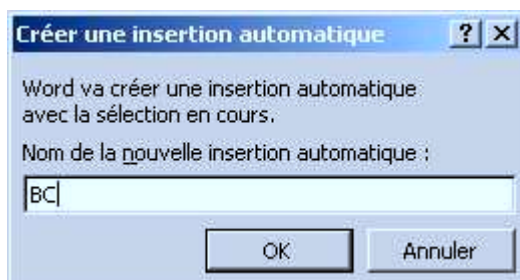 Créer une insertion automatique
Word va créer une insertion automatique
avec la sélection en cours.
Nom de la nouvelle insertion automatique :
BC
OK Annuler